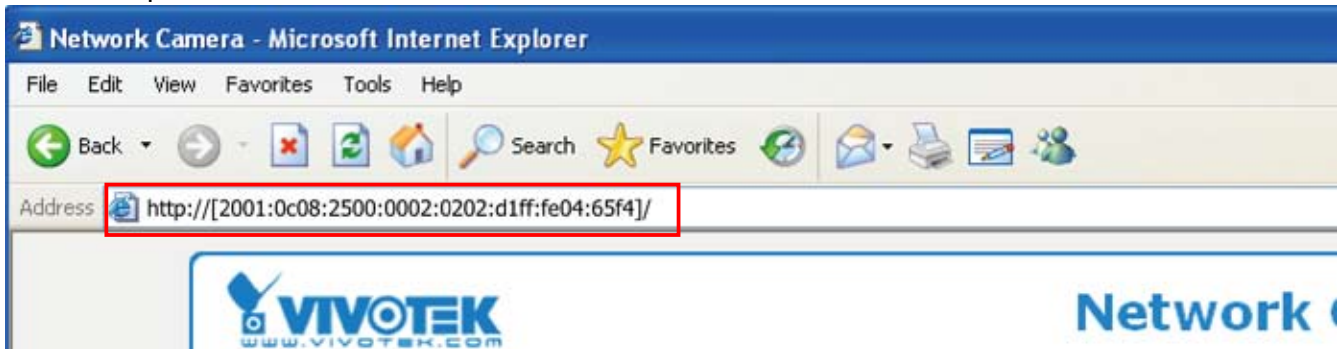 Network Camera - Microsoft Internet Explorer
File Edit View Favorites Tools Help
Back Search Favorites
Address http://[2001:0c08:2500:0002:0202:d1ff:fe04:65f4]/
VIVOTEK Network
www.vivotek.com